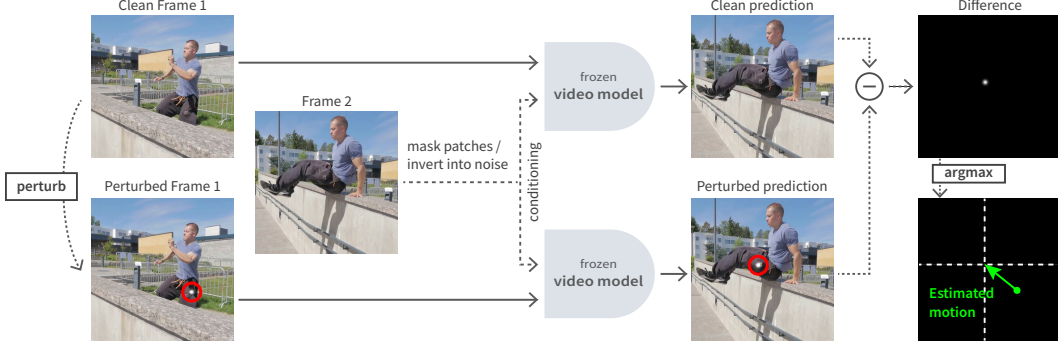 Clean Frame 1
Clean prediction
Difference
frozen
video model
Frame 2
mask patches /
invert into noise
conditioning
perturb
argmax
Perturbed Frame 1
Perturbed prediction
frozen
video model
Estimated
motion